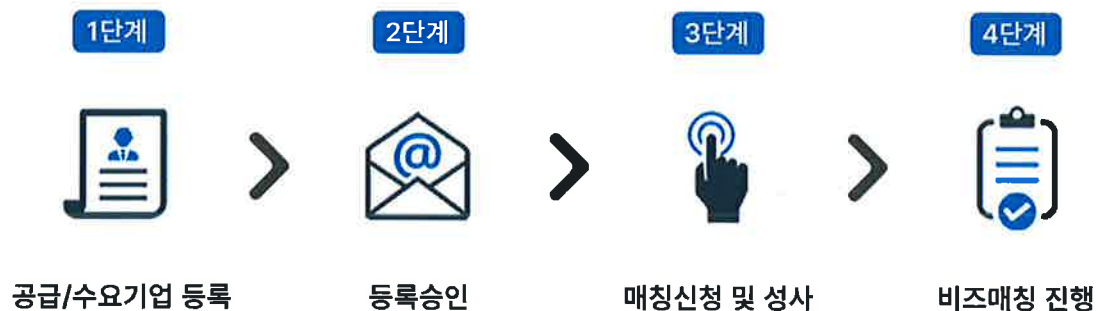 1단계
2단계
3단계
4단계
@
공급/수요기업 등록
등록승인
매칭신청 및 성사
비즈매칭 진행